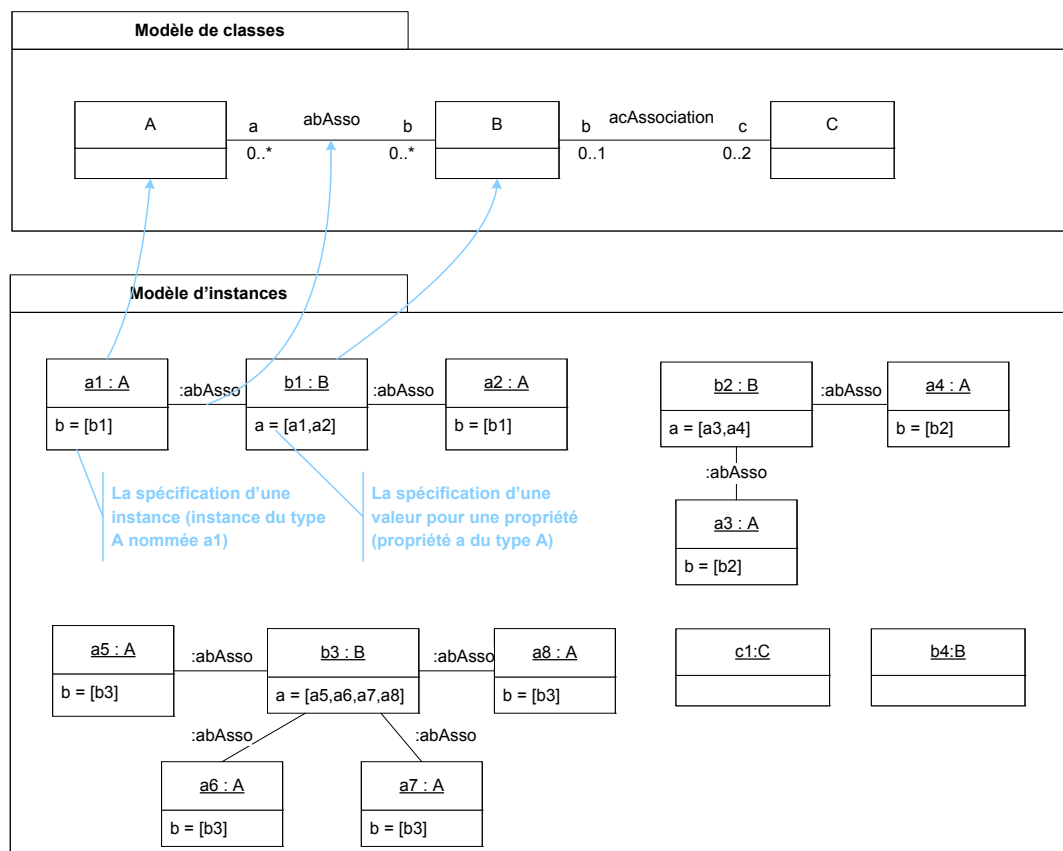 Modèle de classes
A
a
abAsso
b
B
b
acAssociation
c
C
0..*
0..*
0..1
0..2
Modèle d’instances
a1 : A
b = [b1]
:abAsso
b1 : B
a = [a1,a2]
:abAsso
a2 : A
b = [b1]
b2 : B
a = [a3,a4]
:abAsso
a4 : A
b = [b2]
:abAsso
a3 : A
b = [b2]
La spécification d’une
instance (instance du type
A nommée a1)
La spécification d’une
valeur pour une propriété
(propriété a du type A)
a5 : A
b = [b3]
:abAsso
b3 : B
a = [a5,a6,a7,a8]
:abAsso
a8 : A
b = [b3]
:abAsso
:abAsso
a6 : A
b = [b3]
a7 : A
b = [b3]
c1:C
b4:B